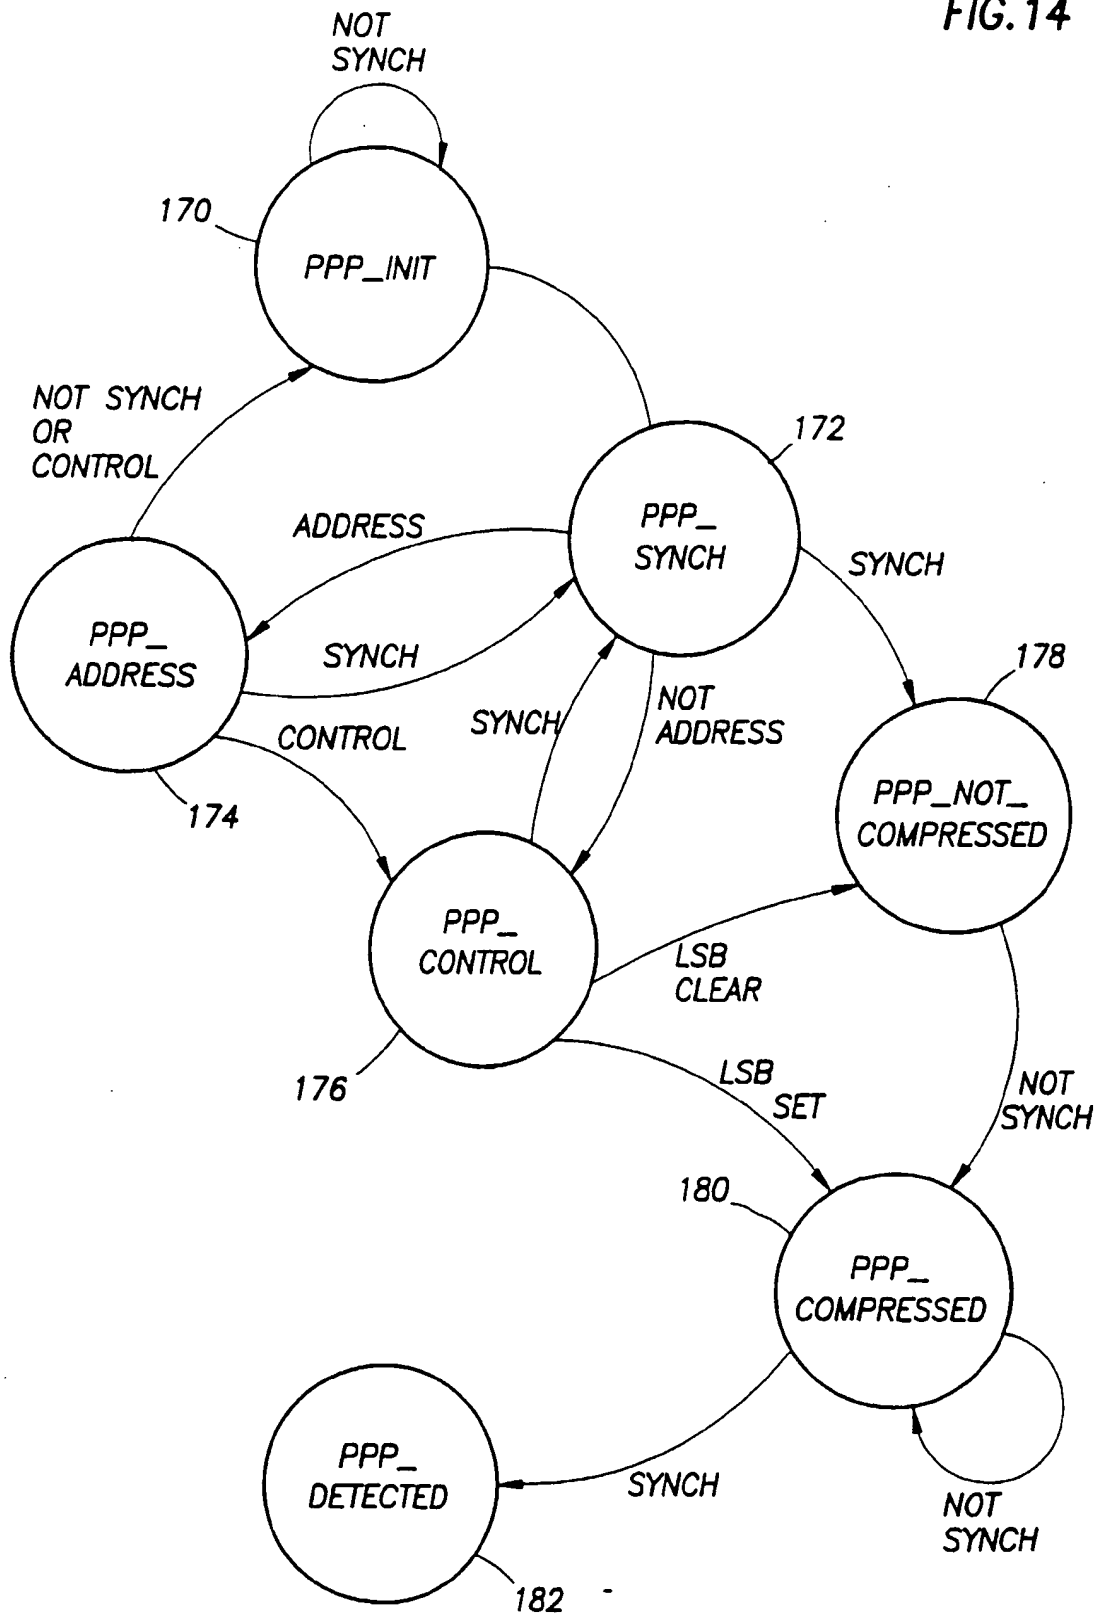 FIG. 14
NOT
SYNCH
170
PPP_INIT
NOT SYNCH
OR
CONTROL
172
PPP_
SYNCH
ADDRESS
SYNCH
PPP_
ADDRESS
SYNCH
178
NOT
ADDRESS
SYNCH
CONTROL
174
PPP_NOT_
COMPRESSED
PPP_
CONTROL
LSB
CLEAR
176
LSB
SET
NOT
SYNCH
180
PPP_
COMPRESSED
PPP_
DETECTED
SYNCH
NOT
SYNCH
182